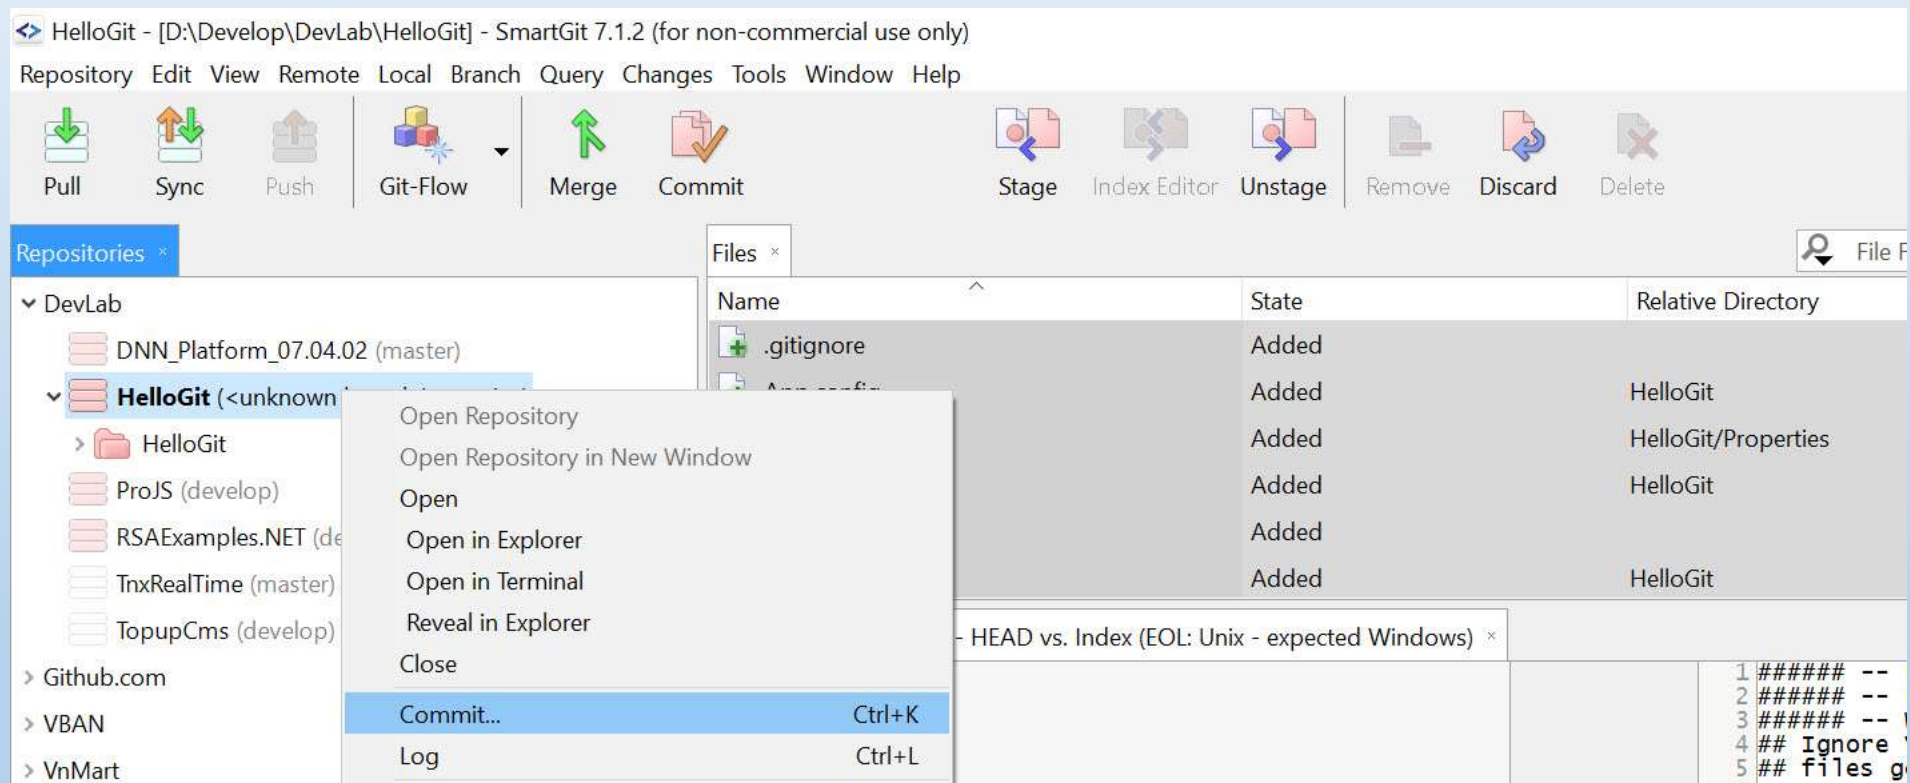 HelloGit - [D:\Develop\DevLab\HelloGit] - SmartGit 7.1.2 (for non-commercial use only)
Repository Edit View Remote Local Branch Query Changes Tools Window Help
Pull Sync Push Git-Flow Merge Commit Stage Index Editor Unstage Remove Discard Delete
Repositories ×
Files ×
File F
DevLab
DNN_Platform_07.04.02 (master)
HelloGit (<unknown
HelloGit
ProJS (develop)
RSAExamples.NET (de
TnxRealTime (master)
TopupCms (develop)
Github.com
VBAN
VnMart
Name State Relative Directory
.gitignore Added
App.config Added HelloGit
Added HelloGit/Properties
Added HelloGit
Added
Added HelloGit
Open Repository
Open Repository in New Window
Open
Open in Explorer
Open in Terminal
Reveal in Explorer
Close
Commit... Ctrl+K
Log Ctrl+L
- HEAD vs. Index (EOL: Unix - expected Windows) ×
1 ###### --
2 ###### --
3 ###### --
4 ## Ignore
5 ## files g